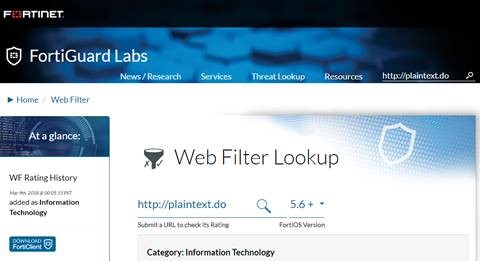 FORTINET
FortiGuard Labs
News / Research Services Threat Lookup Resources http://plaintext.do
Home / Web Filter
At a glance:
WF Rating History
Mar 9th, 2018 @ 00:05:13 PST
added as Information
Technology
DOWNLOAD
FortiClient
Web Filter Lookup
http://plaintext.do 5.6 +
Submit a URL to check its Rating FortiOS Version
Category: Information Technology